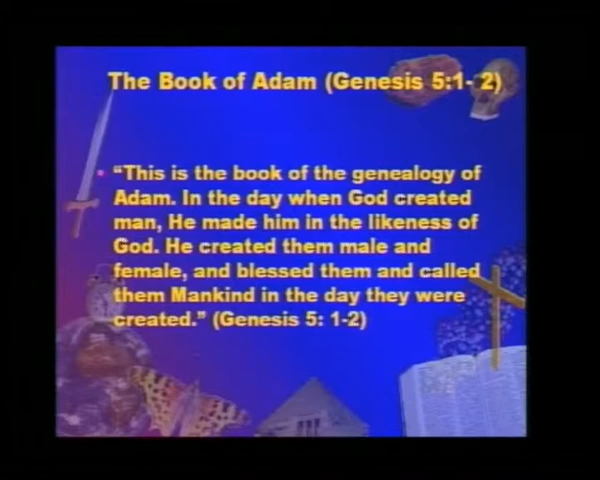 The Book of Adam (Genesis 5:1- 2)
• “This is the book of the genealogy of
Adam. In the day when God created
man, He made him in the likeness of
God. He created them male and
female, and blessed them and called
them Mankind in the day they were
created.” (Genesis 5: 1-2)